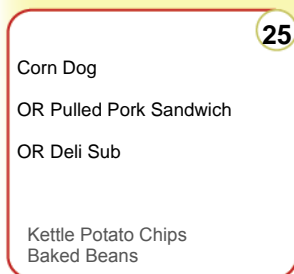 25
Corn Dog
OR Pulled Pork Sandwich
OR Deli Sub
Kettle Potato Chips
Baked Beans